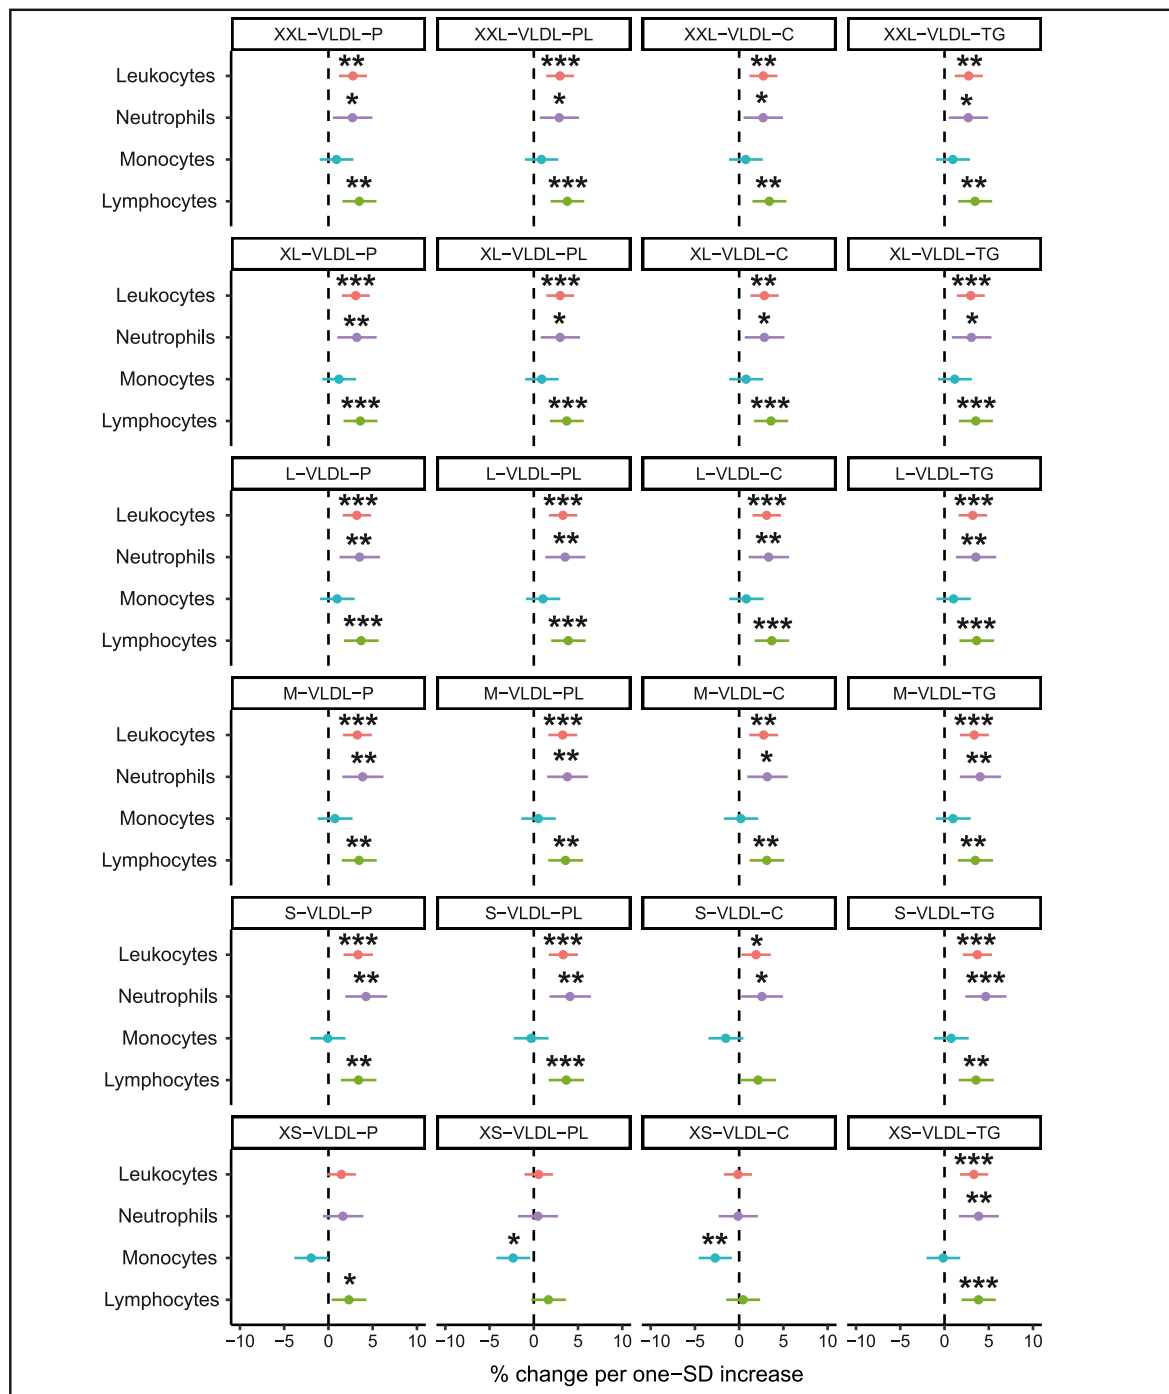 XXL−VLDL−P XXL−VLDL−PL XXL−VLDL−C XXL−VLDL−TG
Leukocytes ** *** ** **
Neutrophils * * * *
Monocytes
Lymphocytes ** *** ** **
XL−VLDL−P XL−VLDL−PL XL−VLDL−C XL−VLDL−TG
Leukocytes *** *** ** ***
Neutrophils ** * * *
Monocytes
Lymphocytes *** *** *** ***
L−VLDL−P L−VLDL−PL L−VLDL−C L−VLDL−TG
Leukocytes *** *** *** ***
Neutrophils ** ** ** **
Monocytes
Lymphocytes *** *** *** ***
M−VLDL−P M−VLDL−PL M−VLDL−C M−VLDL−TG
Leukocytes *** *** ** ***
Neutrophils ** ** * **
Monocytes
Lymphocytes ** ** ** **
S−VLDL−P S−VLDL−PL S−VLDL−C S−VLDL−TG
Leukocytes *** *** * ***
Neutrophils ** ** * ***
Monocytes
Lymphocytes ** *** **
XS−VLDL−P XS−VLDL−PL XS−VLDL−C XS−VLDL−TG
Leukocytes ***
Neutrophils **
Monocytes * **
Lymphocytes * ***
−10 −5 0 5 10 −10 −5 0 5 10 −10 −5 0 5 10 −10 −5 0 5 10
% change per one−SD increase